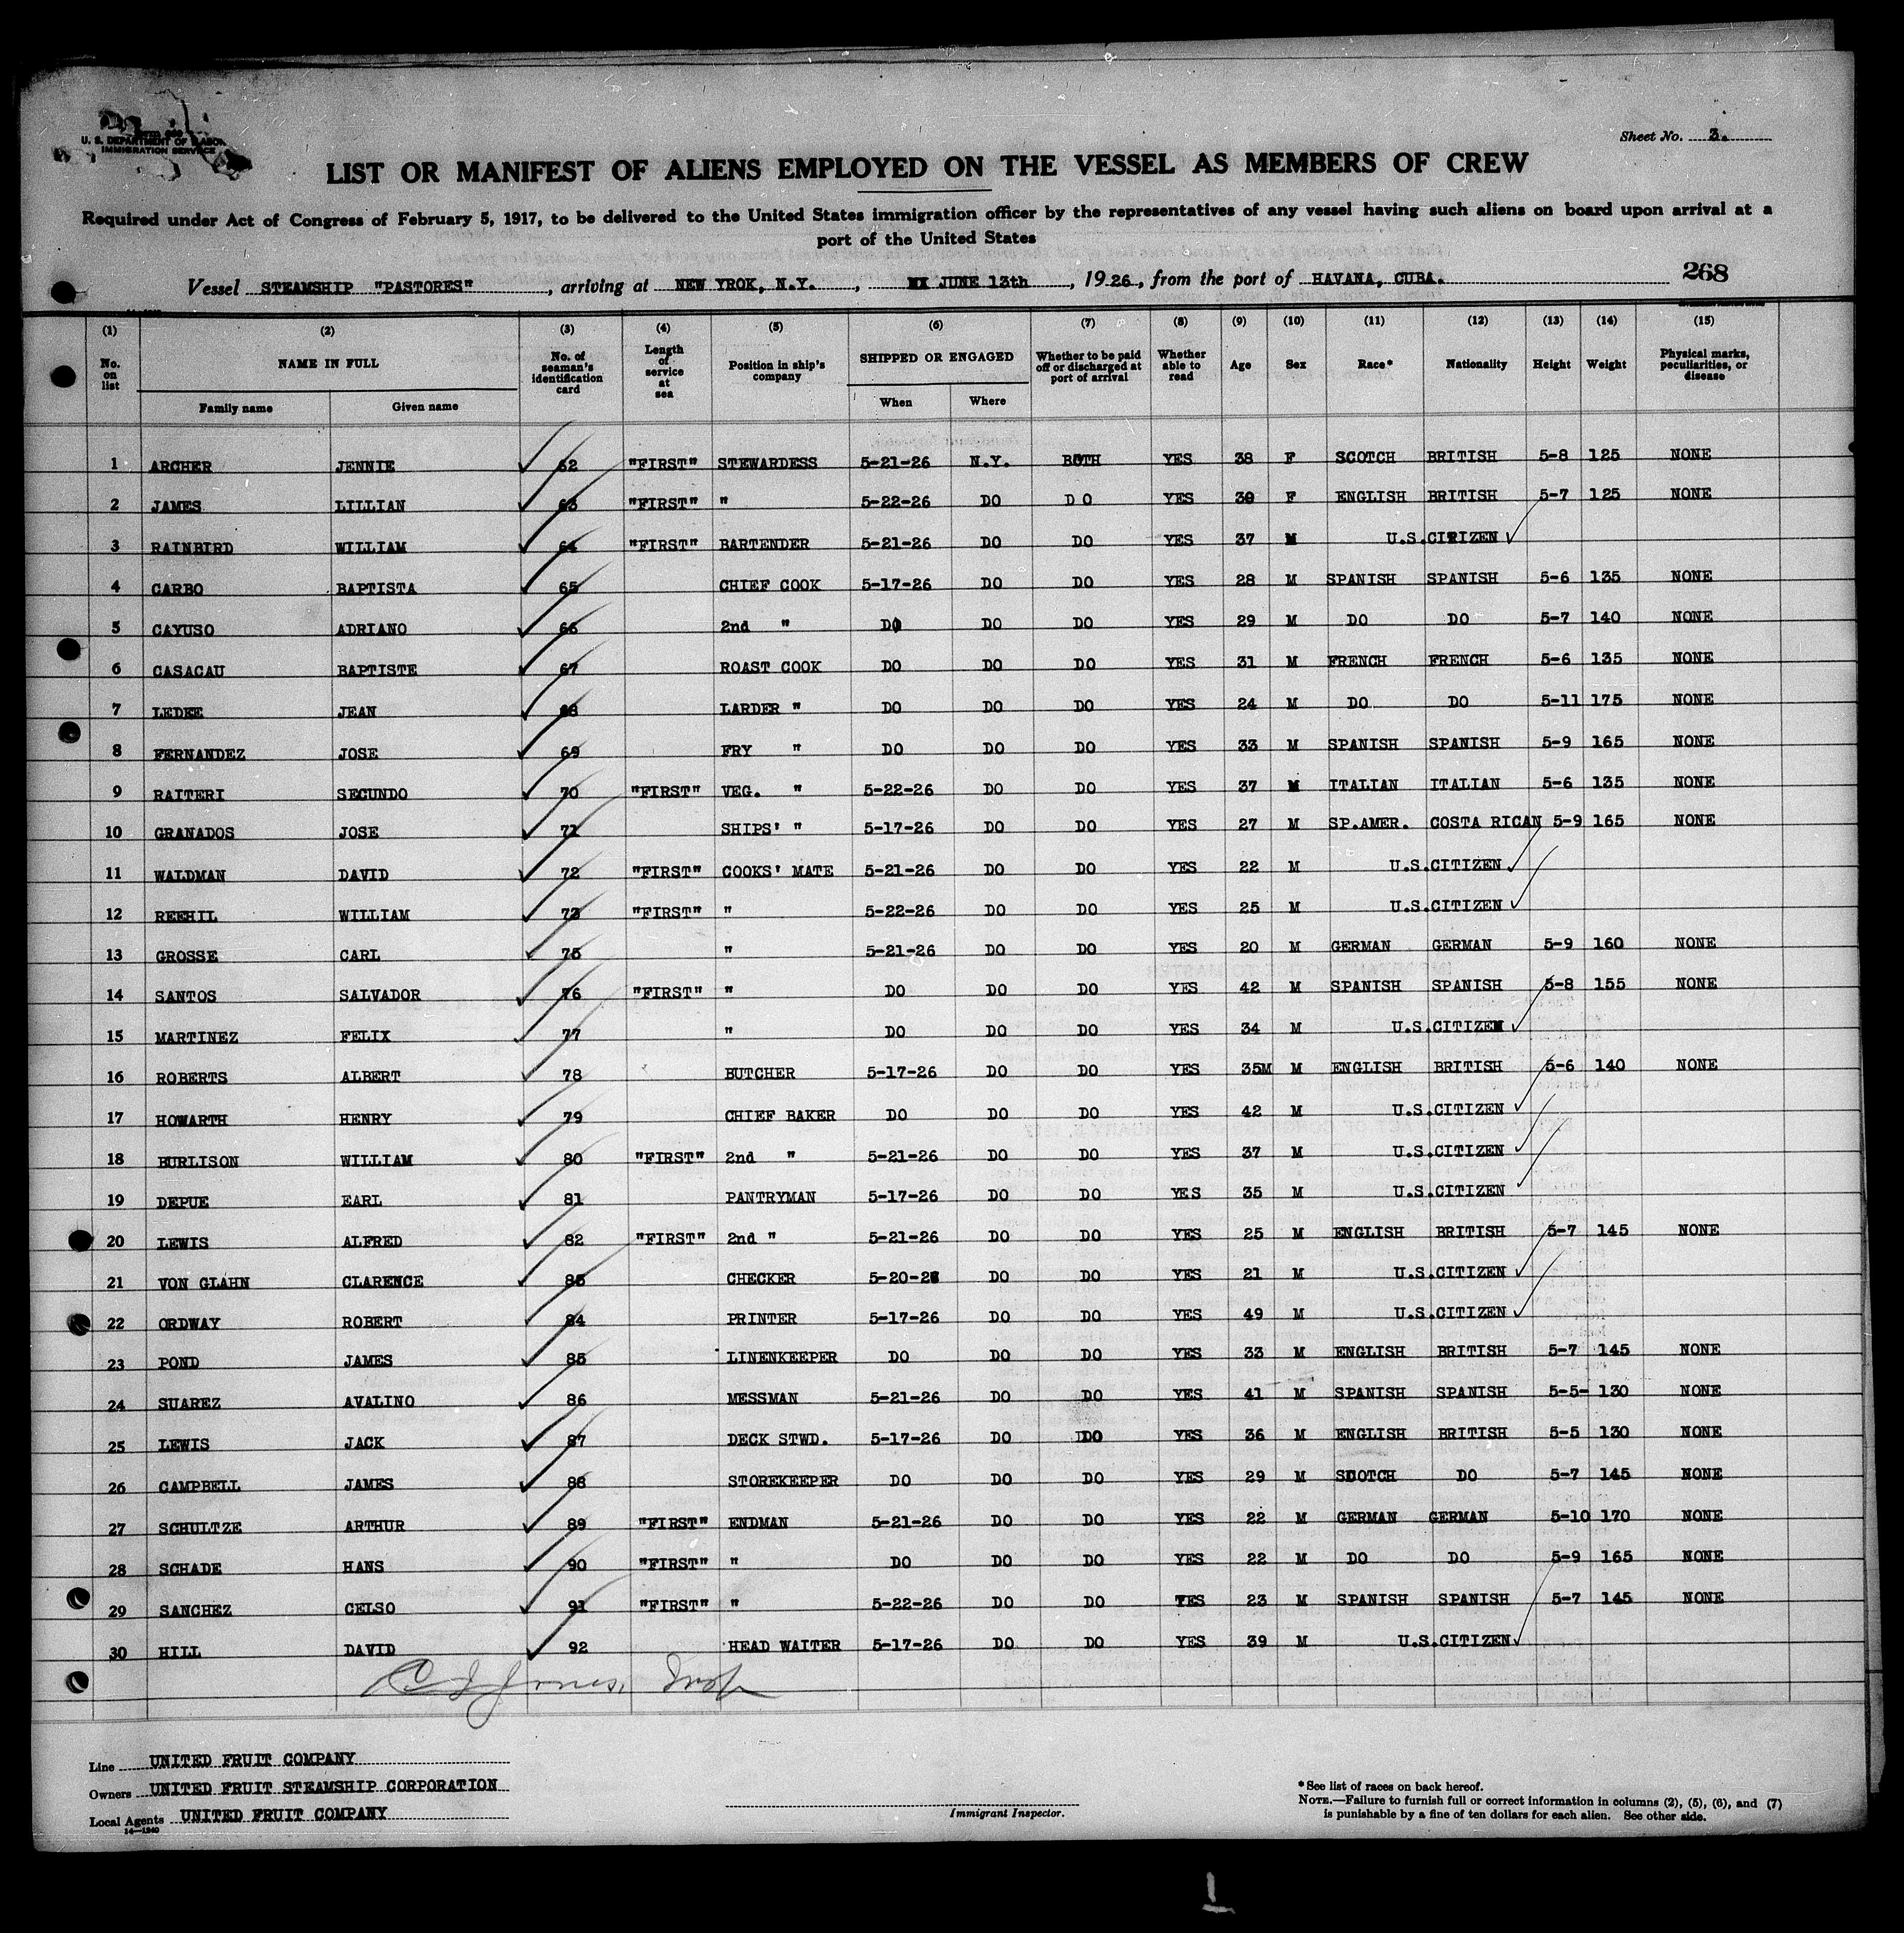 U. S. DEPARTMENT OF LABOR
IMMIGRATION SERVICE
Sheet No. 3.
LIST OR MANIFEST OF ALIENS EMPLOYED ON THE VESSEL AS MEMBERS OF CREW
Required under Act of Congress of February 5, 1917, to be delivered to the United States immigration officer by the representatives of any vessel having such aliens on board upon arrival at a
port of the United States
268
Vessel STEAMSHIP "PASTORES", arriving at NEW YROK, N.Y., JUNE 13th, 1926, from the port of HAVANA, CUBA.
(1) (2) (3) (4) (5) (6) (7) (8) (9) (10) (11) (12) (13) (14) (15)
No. on list NAME IN FULL Family name Given name No. of seaman's identification card Length of service at sea Position in ship's company SHIPPED OR ENGAGED When Where Whether to be paid off or discharged at port of arrival Whether able to read Age Sex Race* Nationality Height Weight Physical marks, peculiarities, or disease
1 ARCHER JENNIE 62 "FIRST" STEWARDESS 5-21-26 N.Y. BOTH YES 38 F SCOTCH BRITISH 5-8 125 NONE
2 JAMES LILLIAN 63 "FIRST" " 5-22-26 DO D O YES 30 F ENGLISH BRITISH 5-7 125 NONE
3 RAINBIRD WILLIAM 64 "FIRST" BARTENDER 5-21-26 DO DO YES 37 M U.S.CITIZEN
4 CARBO BAPTISTA 65 CHIEF COOK 5-17-26 DO DO YES 28 M SPANISH SPANISH 5-6 135 NONE
5 CAYUSO ADRIANO 66 2nd " DO DO DO YES 29 M DO DO 5-7 140 NONE
6 CASACAU BAPTISTE 67 ROAST COOK DO DO DO YES 31 M FRENCH FRENCH 5-6 135 NONE
7 LEDEE JEAN 68 LARDER " DO DO DO YES 24 M DO DO 5-11 175 NONE
8 FERNANDEZ JOSE 69 FRY " DO DO DO YES 33 M SPANISH SPANISH 5-9 165 NONE
9 RAITERI SECUNDO 70 "FIRST" VEG. " 5-22-26 DO DO YES 37 M ITALIAN ITALIAN 5-6 135 NONE
10 GRANADOS JOSE 71 SHIPS' " 5-17-26 DO DO YES 27 M SP.AMER. COSTA RICAN 5-9 165 NONE
11 WALDMAN DAVID 72 "FIRST" COOKS' MATE 5-21-26 DO DO YES 22 M U.S.CITIZEN
12 REEHIL WILLIAM 73 "FIRST" " 5-22-26 DO DO YES 25 M U.S.CITIZEN
13 GROSSE CARL 75 " 5-21-26 DO DO YES 20 M GERMAN GERMAN 5-9 160 NONE
14 SANTOS SALVADOR 76 "FIRST" " DO DO DO YES 42 M SPANISH SPANISH 5-8 155 NONE
15 MARTINEZ FELIX 77 " DO DO DO YES 34 M U.S.CITIZEN
16 ROBERTS ALBERT 78 BUTCHER 5-17-26 DO DO YES 35M M ENGLISH BRITISH 5-6 140 NONE
17 HOWARTH HENRY 79 CHIEF BAKER DO DO DO YES 42 M U.S.CITIZEN
18 BURLISON WILLIAM 80 "FIRST" 2nd " 5-21-26 DO DO YES 37 M U.S.CITIZEN
19 DEPUE EARL 81 PANTRYMAN 5-17-26 DO DO YES 35 M U.S.CITIZEN
20 LEWIS ALFRED 82 "FIRST" 2nd " 5-21-26 DO DO YES 25 M ENGLISH BRITISH 5-7 145 NONE
21 VON GLAHN CLARENCE 83 CHECKER 5-20-26 DO DO YES 21 M U.S.CITIZEN
22 ORDWAY ROBERT 84 PRINTER 5-17-26 DO DO YES 49 M U.S.CITIZEN
23 POND JAMES 85 LINENKEEPER DO DO DO YES 33 M ENGLISH BRITISH 5-7 145 NONE
24 SUAREZ AVALINO 86 MESSMAN 5-21-26 DO DO YES 41 M SPANISH SPANISH 5-5- 130 NONE
25 LEWIS JACK 87 DECK STWD. 5-17-26 DO DO YES 36 M ENGLISH BRITISH 5-5 130 NONE
26 CAMPBELL JAMES 88 STOREKEEPER DO DO DO YES 29 M SCOTCH DO 5-7 145 NONE
27 SCHULTZE ARTHUR 89 "FIRST" ENDMAN 5-21-26 DO DO YES 22 M GERMAN GERMAN 5-10 170 NONE
28 SCHADE HANS 90 "FIRST" " DO DO DO YES 22 M DO DO 5-9 165 NONE
29 SANCHEZ CELSO 91 "FIRST" " 5-22-26 DO DO YES 23 M SPANISH SPANISH 5-7 145 NONE
30 HILL DAVID 92 HEAD WAITER 5-17-26 DO DO YES 39 M U.S.CITIZEN
Jones, Insp
Line UNITED FRUIT COMPANY
Owners UNITED FRUIT STEAMSHIP CORPORATION
Local Agents UNITED FRUIT COMPANY
14—1240
Immigrant Inspector.
*See list of races on back hereof.
NOTE.—Failure to furnish full or correct information in columns (2), (5), (6), and (7)
is punishable by a fine of ten dollars for each alien. See other side.